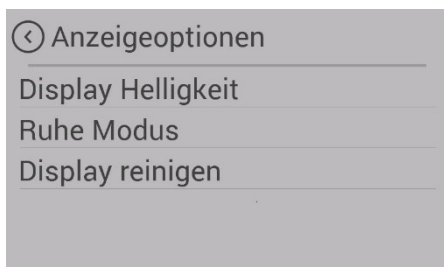 Anzeigeoptionen
Display Helligkeit
Ruhe Modus
Display reinigen